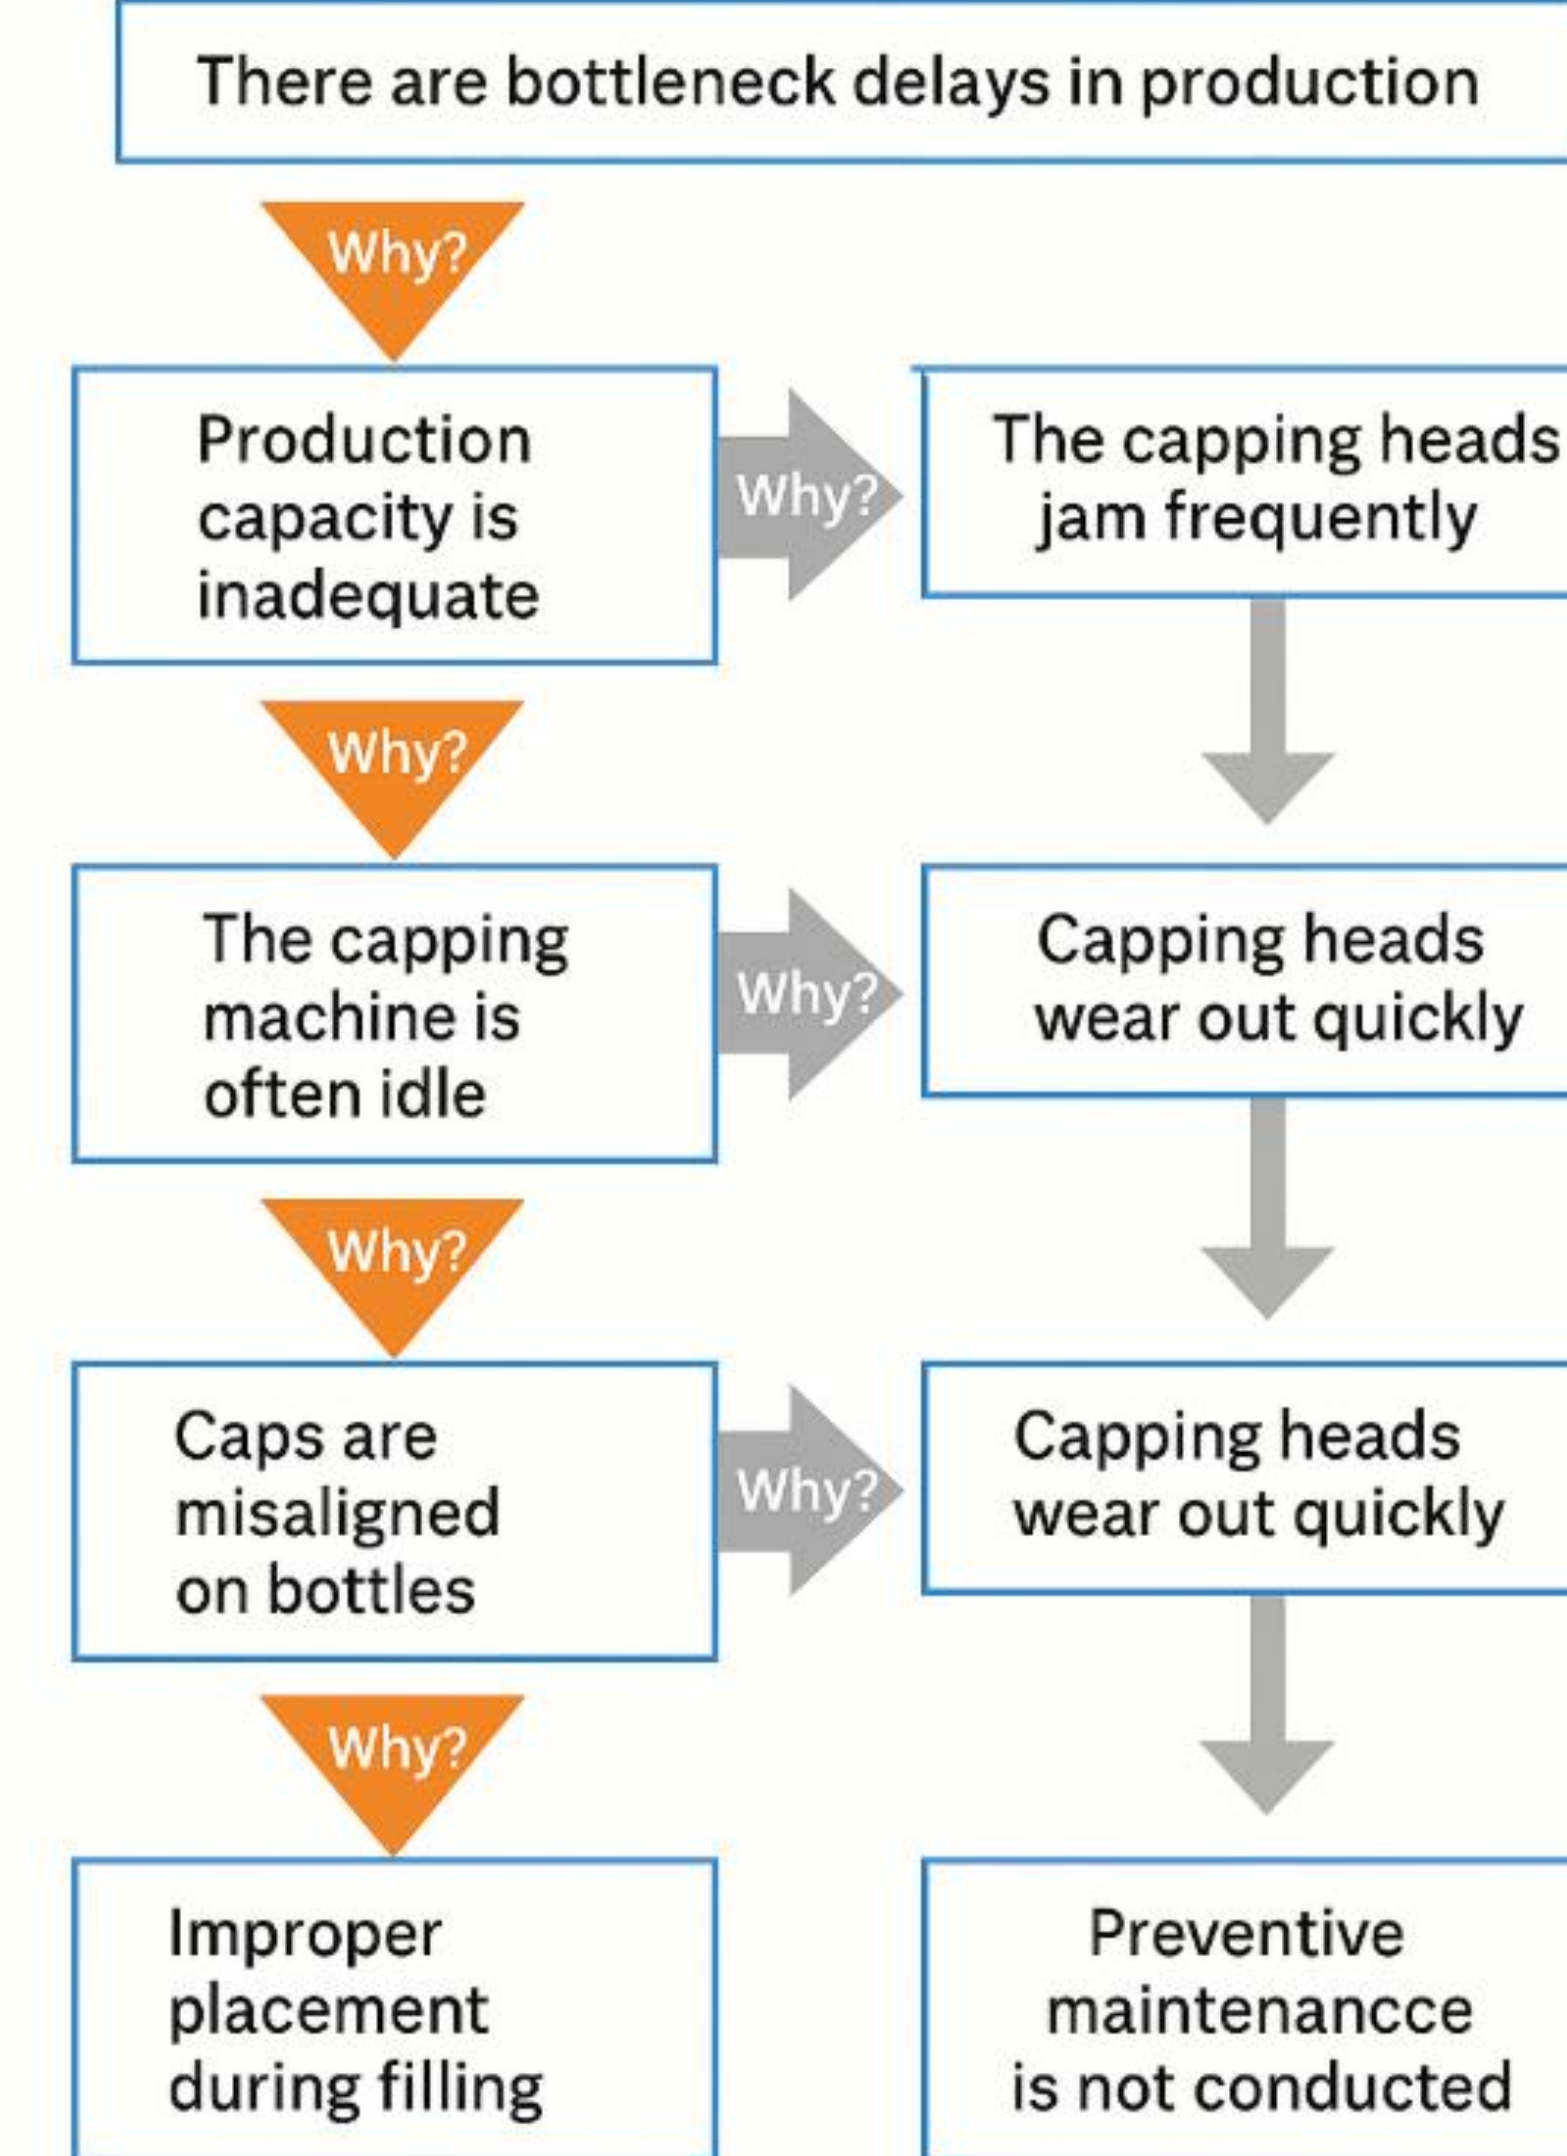 There are bottleneck delays in production
Why?
Production
capacity is
inadequate
Why?
The capping heads
jam frequently
Why?
The capping
machine is
often idle
Why?
Capping heads
wear out quickly
Why?
Caps are
misaligned
on bottles
Why?
Capping heads
wear out quickly
Why?
Improper
placement
during filling
Preventive
maintenancce
is not conducted